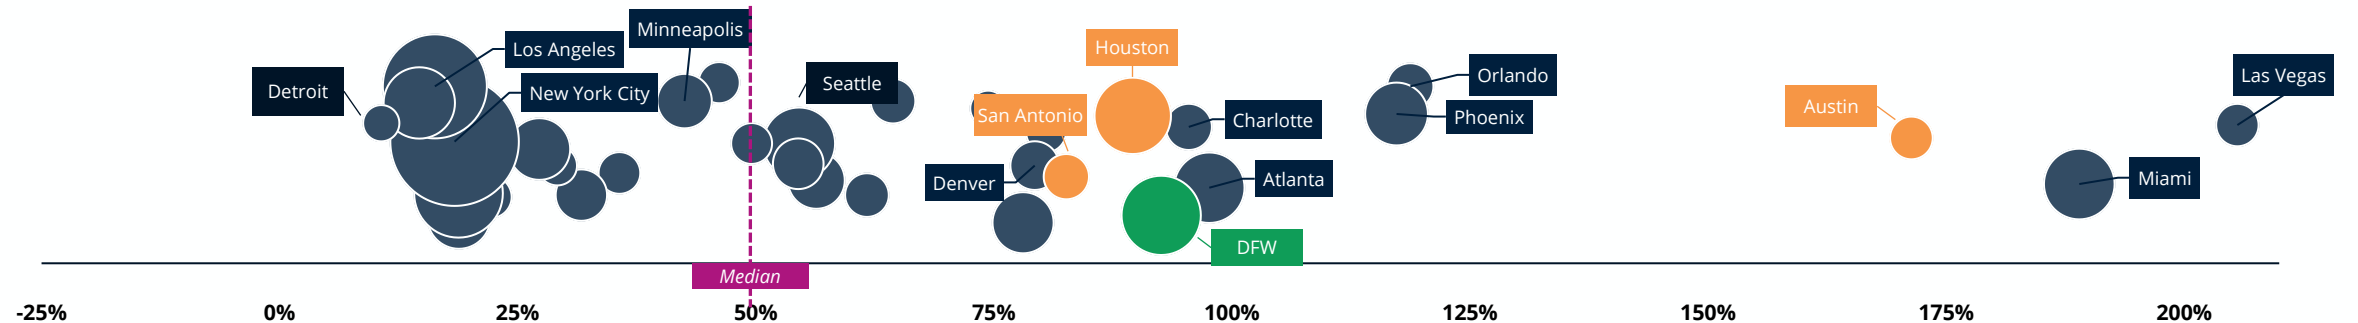 Minneapolis
Los Angeles
Houston
Detroit
Seattle
New York City
Orlando
Las Vegas
San Antonio
Charlotte
Phoenix
Austin
Denver
Atlanta
Miami
DFW
Median
-25% 0% 25% 50% 75% 100% 125% 150% 175% 200%